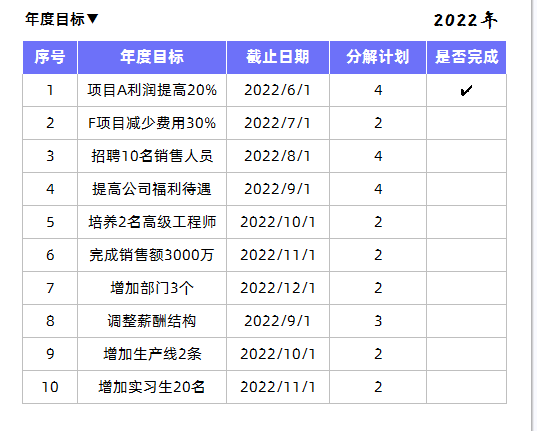 年度目标▼ 2022年
序号 年度目标 截止日期 分解计划 是否完成
1 项目A利润提高20% 2022/6/1 4 ✔
2 F项目减少费用30% 2022/7/1 2
3 招聘10名销售人员 2022/8/1 4
4 提高公司福利待遇 2022/9/1 4
5 培养2名高级工程师 2022/10/1 2
6 完成销售额3000万 2022/11/1 2
7 增加部门3个 2022/12/1 2
8 调整薪酬结构 2022/9/1 3
9 增加生产线2条 2022/10/1 2
10 增加实习生20名 2022/11/1 2